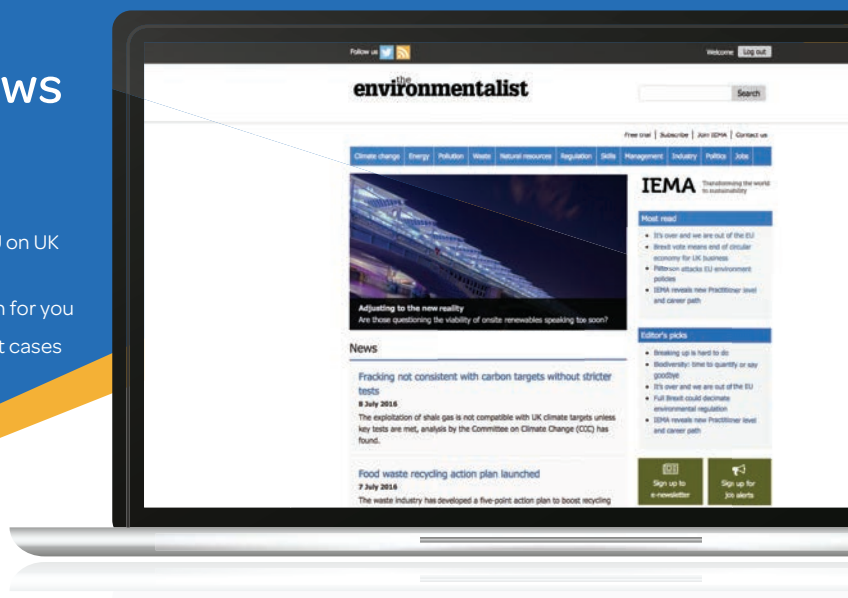 ws
on UK
n for you
t cases
Follow us
Welcome Log out
the
environmentalist
Search
Free trial | Subscribe | Join IEMA | Contact us
Climate change Energy Pollution Waste Natural resources Regulation Skills Management Industry Politics Jobs
IEMA Transforming the world
to sustainability
Adjusting to the new reality
Are those questioning the viability of onsite renewables speaking too soon?
News
Fracking not consistent with carbon targets without stricter
tests
8 July 2016
The exploitation of shale gas is not compatible with UK climate targets unless
key tests are met, analysis by the Committee on Climate Change (CCC) has
found.
Food waste recycling action plan launched
7 July 2016
The waste industry has developed a five-point action plan to boost recycling
Most read
It's over and we are out of the EU
Brexit vote means end of circular
economy for UK business
Paterson attacks EU environment
policies
IEMA reveals new Practitioner level
and career path
Editor's picks
Breaking up is hard to do
Biodiversity: time to quantify or say
goodbye
It's over and we are out of the EU
Full Brexit could decimate
environmental regulation
IEMA reveals new Practitioner level
and career path
Sign up to
e-newsletter
Sign up for
job alerts